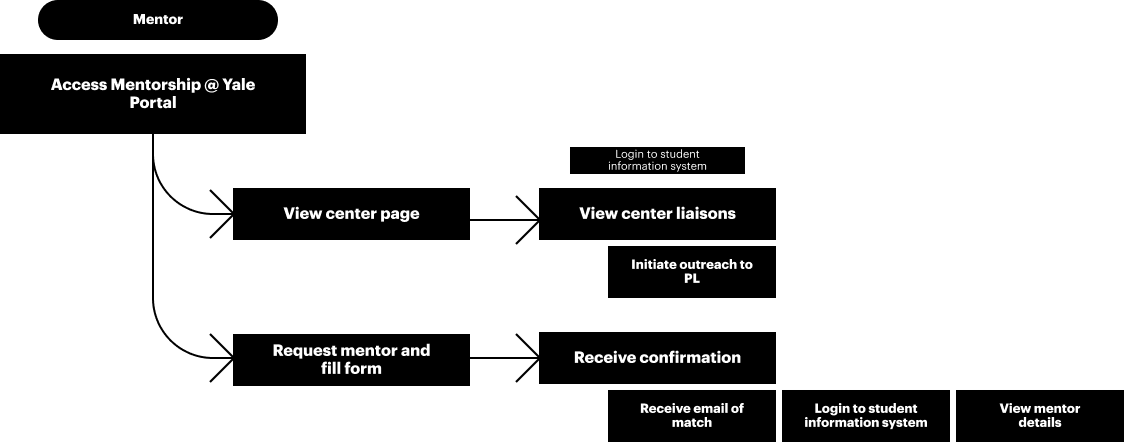 Mentor
Access Mentorship @ Yale
Portal
Login to student
information system
View center page
View center liaisons
Initiate outreach to
PL
Request mentor and
fill form
Receive confirmation
Receive email of
match
Login to student
information system
View mentor
details